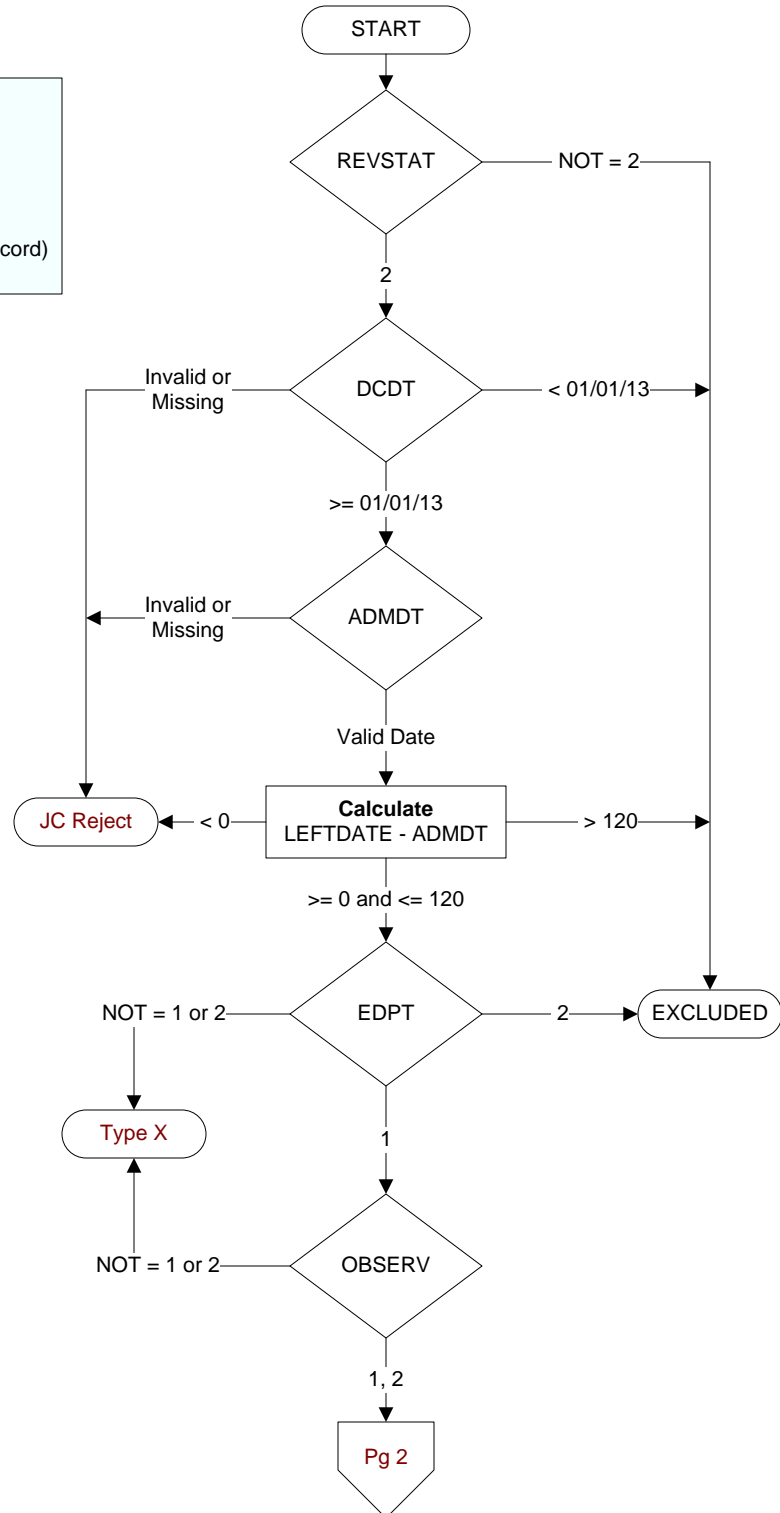 START
REVSTAT
NOT = 2
cord)
2
Invalid or
Missing
DCDT
< 01/01/13
>= 01/01/13
Invalid or
Missing
ADMDT
Valid Date
JC Reject
< 0
Calculate
LEFTDATE - ADMDT
> 120
>= 0 and <= 120
NOT = 1 or 2
EDPT
2
EXCLUDED
Type X
1
NOT = 1 or 2
OBSERV
1, 2
Pg 2